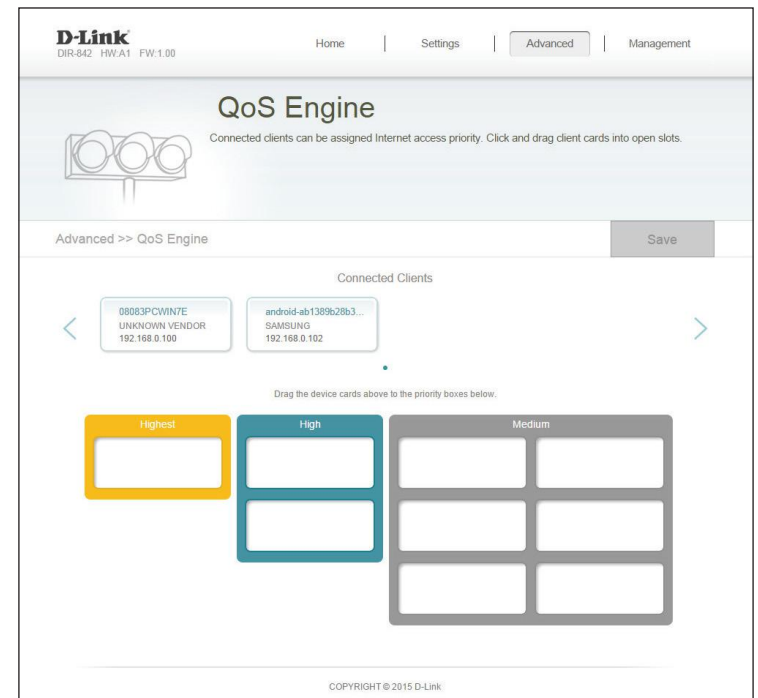 D-Link
DIR-842 HW:A1 FW:1.00
Home | Settings | Advanced | Management
QoS Engine
Connected clients can be assigned Internet access priority. Click and drag client cards into open slots.
Advanced >> QoS Engine
Save
Connected Clients
08083PCWIN7E
UNKNOWN VENDOR
192.168.0.100
android-ab1389b28b3...
SAMSUNG
192.168.0.102
Drag the device cards above to the priority boxes below.
Highest
High
Medium
COPYRIGHT © 2015 D-Link